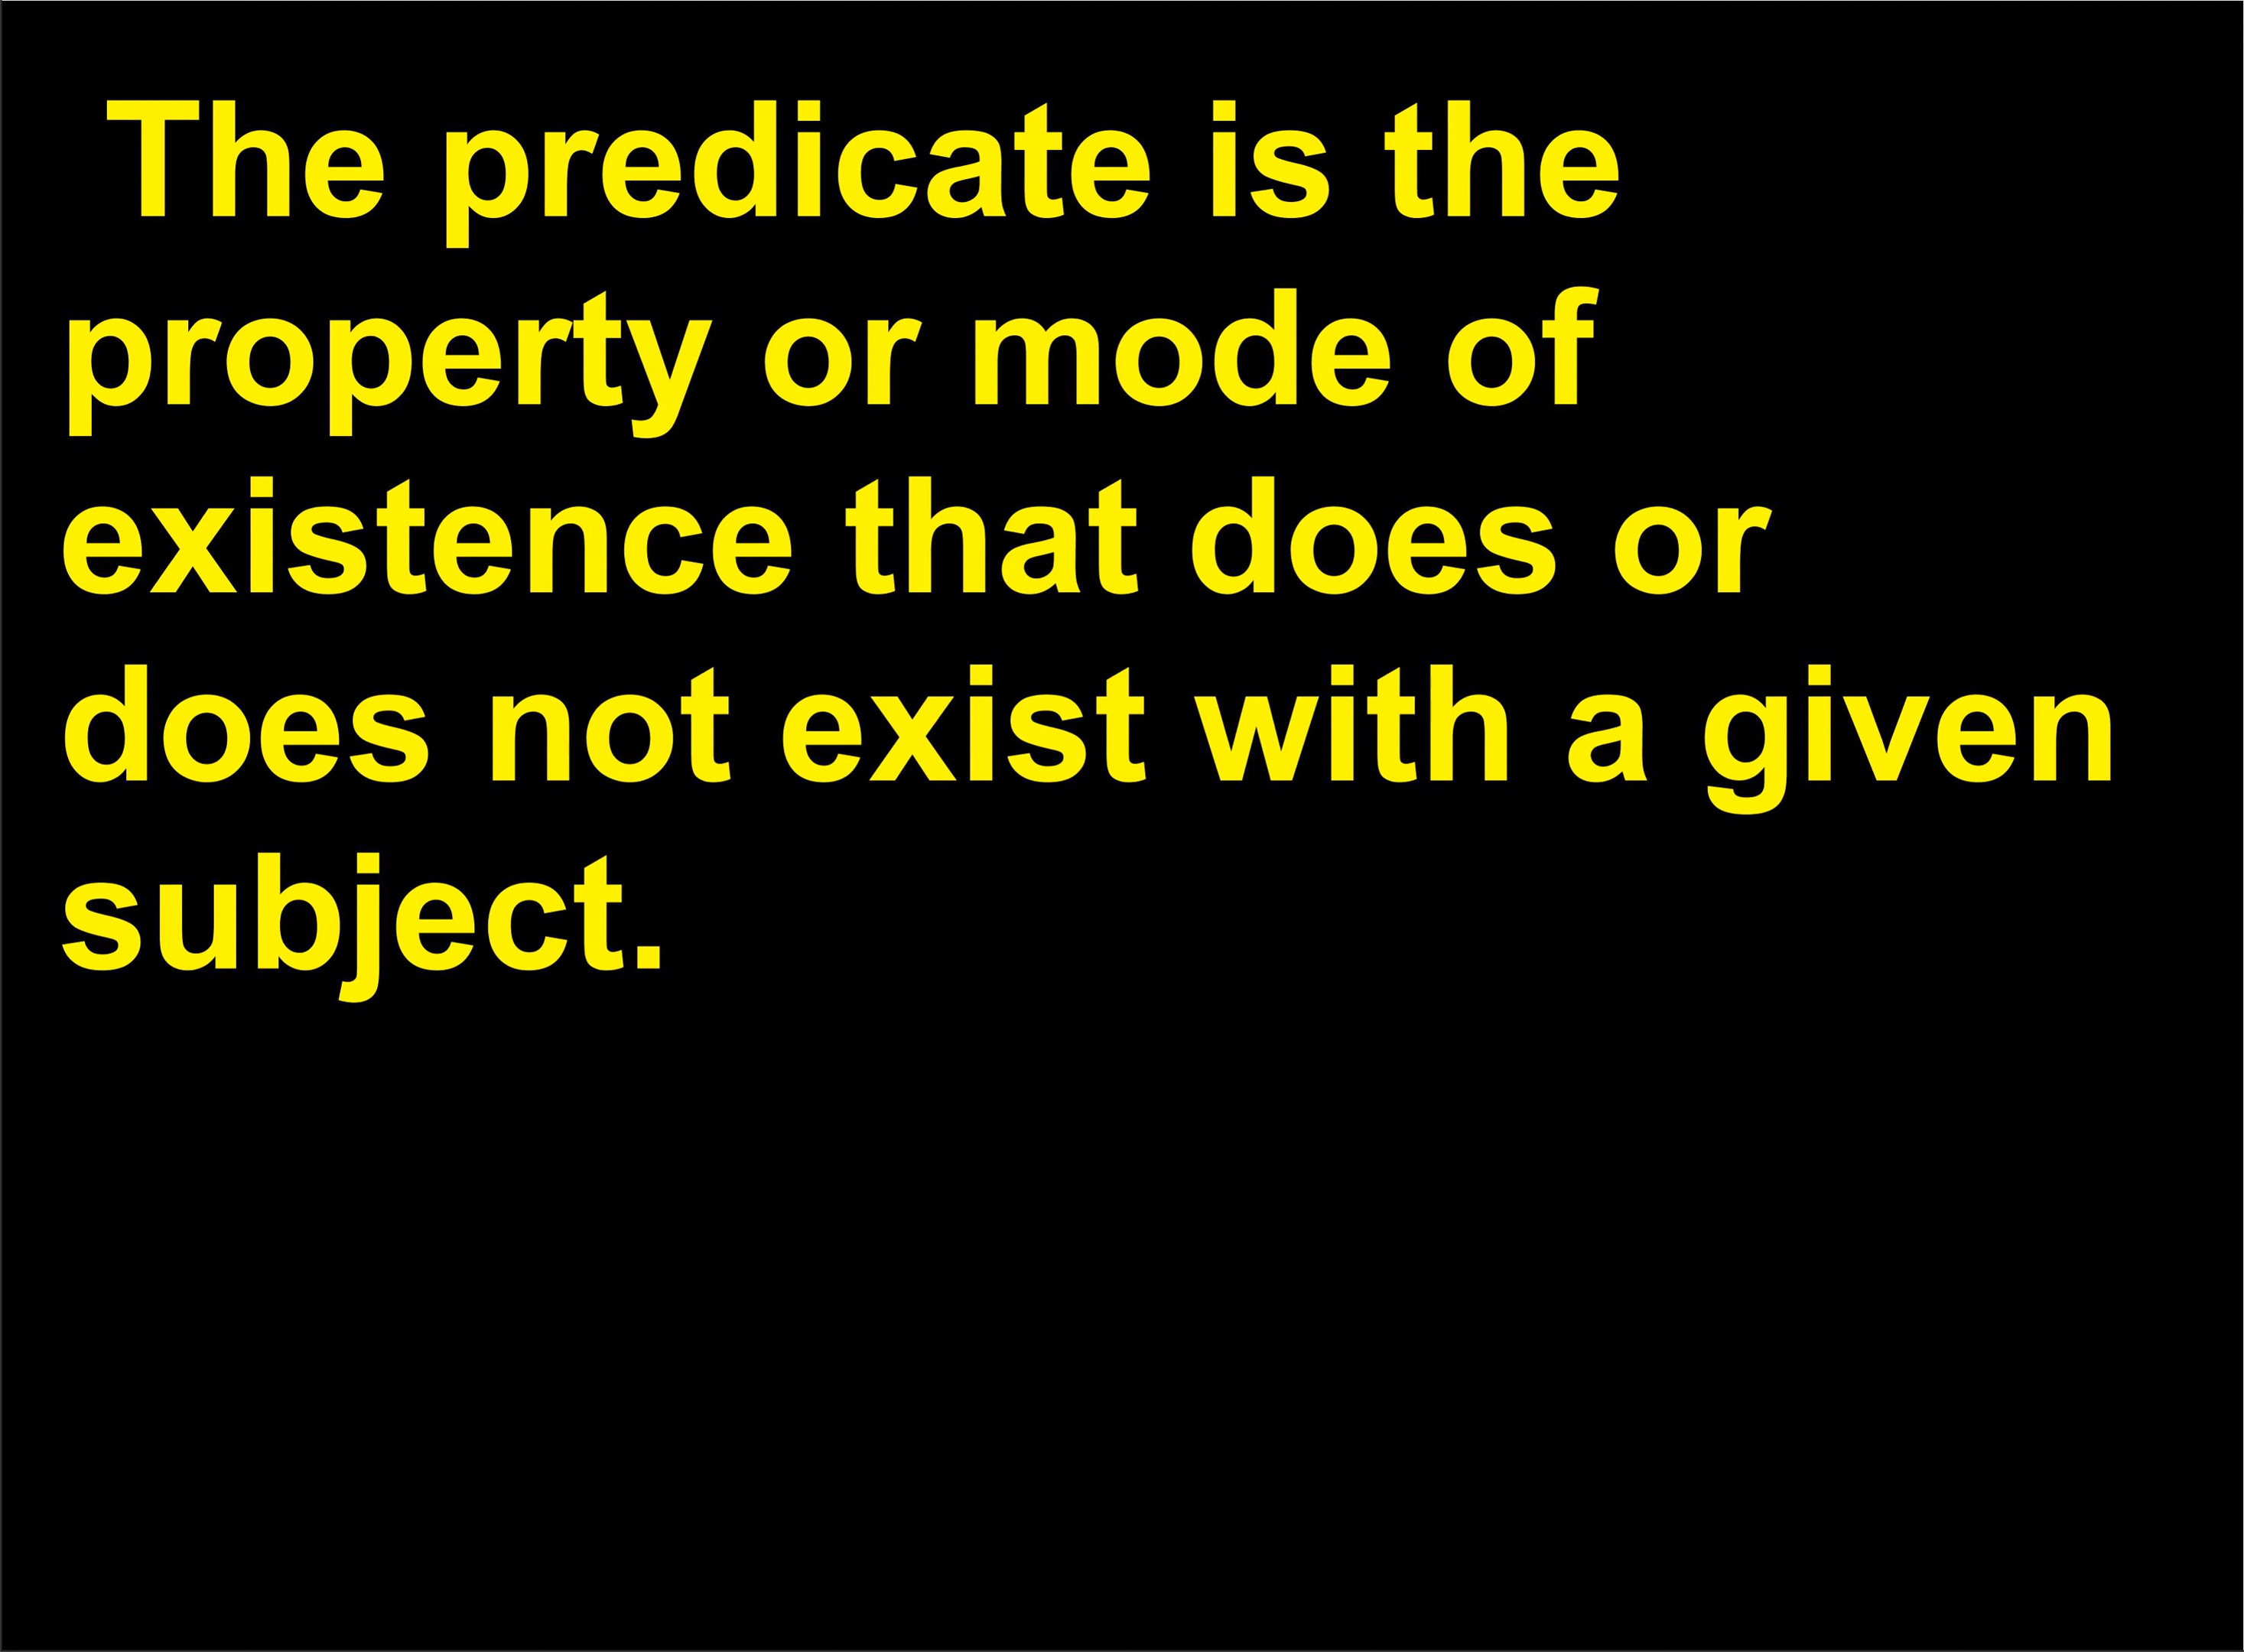 The predicate is the
property or mode of
existence that does or
does not exist with a given
subject.